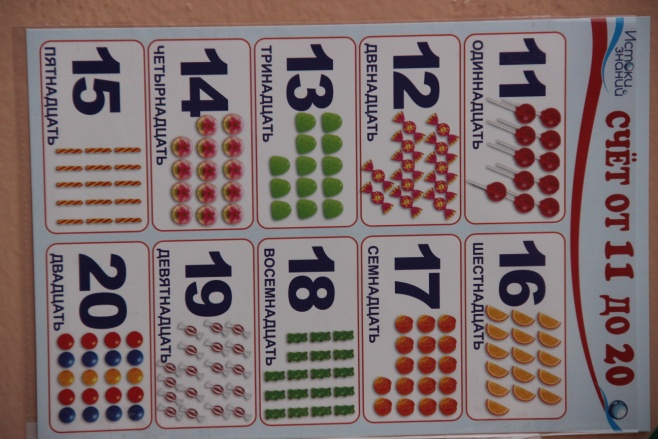 Истоки
знаний
СЧЁТ ОТ 11 ДО 20
11
ОДИННАДЦАТЬ
16
ШЕСТНАДЦАТЬ
12
ДВЕНАДЦАТЬ
17
СЕМНАДЦАТЬ
13
ТРИНАДЦАТЬ
18
ВОСЕМНАДЦАТЬ
14
ЧЕТЫРНАДЦАТЬ
19
ДЕВЯТНАДЦАТЬ
15
ПЯТНАДЦАТЬ
20
ДВАДЦАТЬ